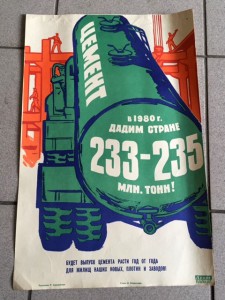 ЦЕМЕНТ
в 1980 г.
ДАДИМ СТРАНЕ
233-235
МЛН. ТОНН!
БУДЕТ ВЫПУСК ЦЕМЕНТА РАСТИ ГОД ОТ ГОДА
ДЛЯ ЖИЛИЩ НАШИХ НОВЫХ, ПЛОТИН И ЗАВОДОВ!